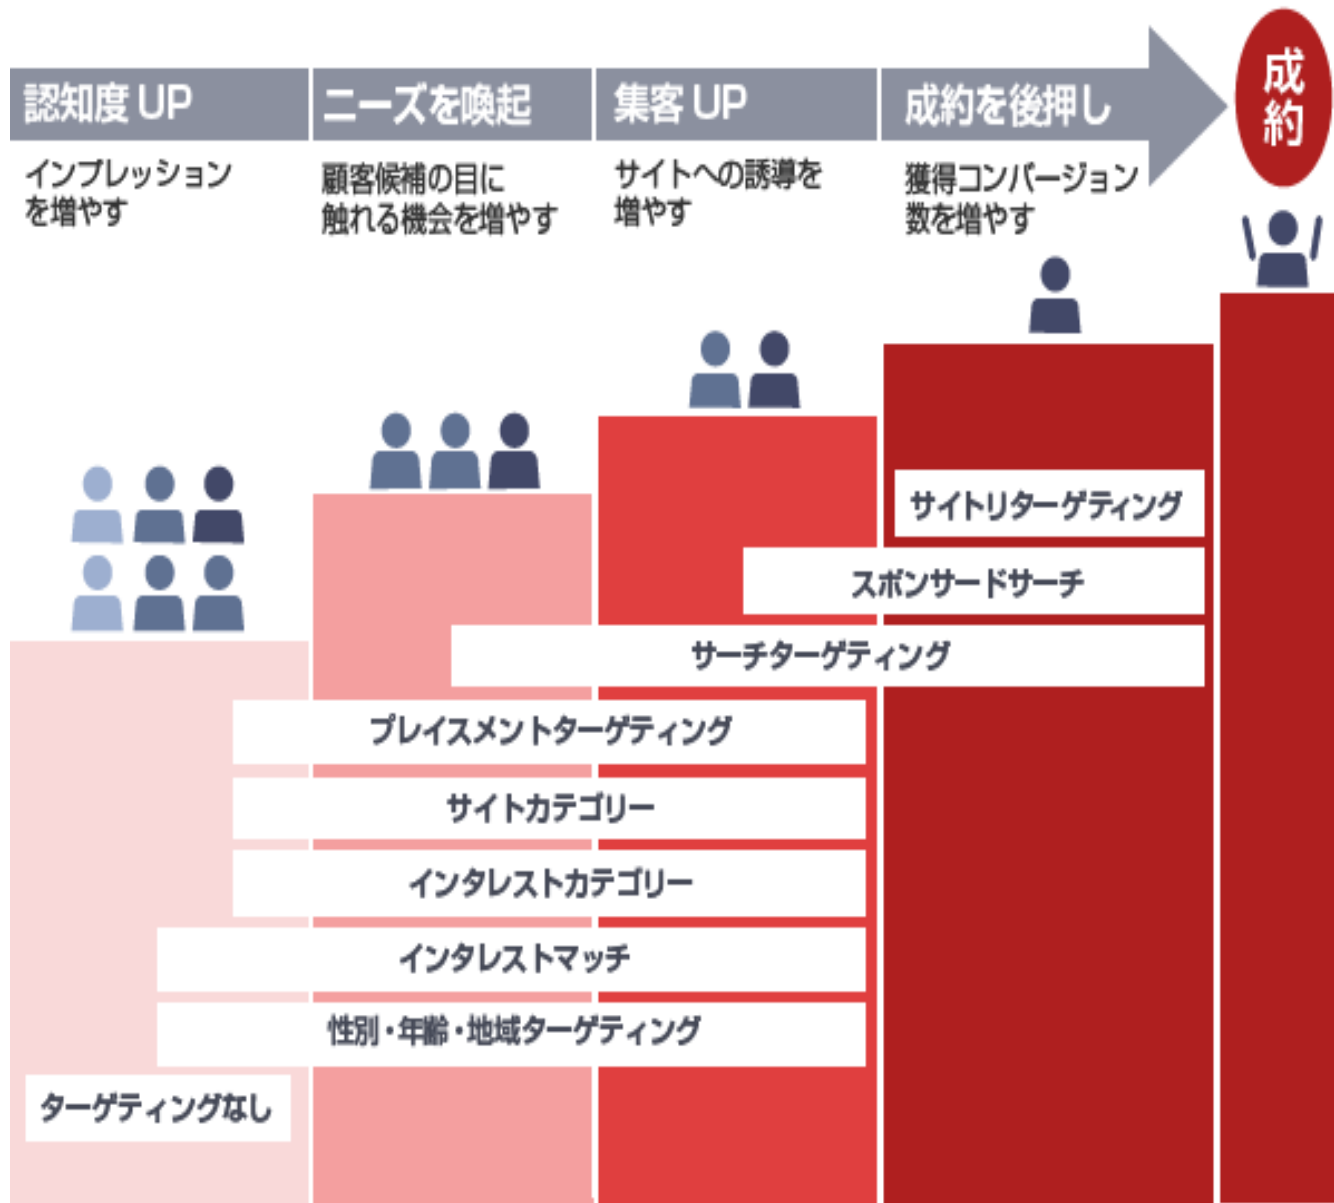 認知度UP
ニーズを喚起
集客UP
成約を後押し
成約
インプレッション
を増やす
顧客候補の目に
触れる機会を増やす
サイトへの誘導を
増やす
獲得コンバージョン
数を増やす
サイトリターゲティング
スポンサードサーチ
サーチターゲティング
プレイスメントターゲティング
サイトカテゴリー
インタレストカテゴリー
インタレストマッチ
性別・年齢・地域ターゲティング
ターゲティングなし